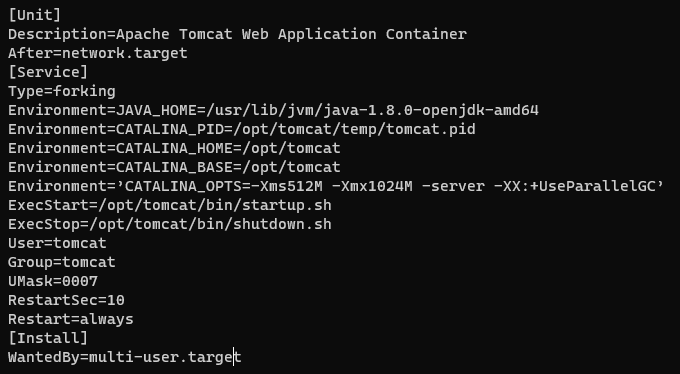 [Unit]
Description=Apache Tomcat Web Application Container
After=network.target
[Service]
Type=forking
Environment=JAVA_HOME=/usr/lib/jvm/java-1.8.0-openjdk-amd64
Environment=CATALINA_PID=/opt/tomcat/temp/tomcat.pid
Environment=CATALINA_HOME=/opt/tomcat
Environment=CATALINA_BASE=/opt/tomcat
Environment=’CATALINA_OPTS=-Xms512M -Xmx1024M -server -XX:+UseParallelGC’
ExecStart=/opt/tomcat/bin/startup.sh
ExecStop=/opt/tomcat/bin/shutdown.sh
User=tomcat
Group=tomcat
UMask=0007
RestartSec=10
Restart=always
[Install]
WantedBy=multi-user.target